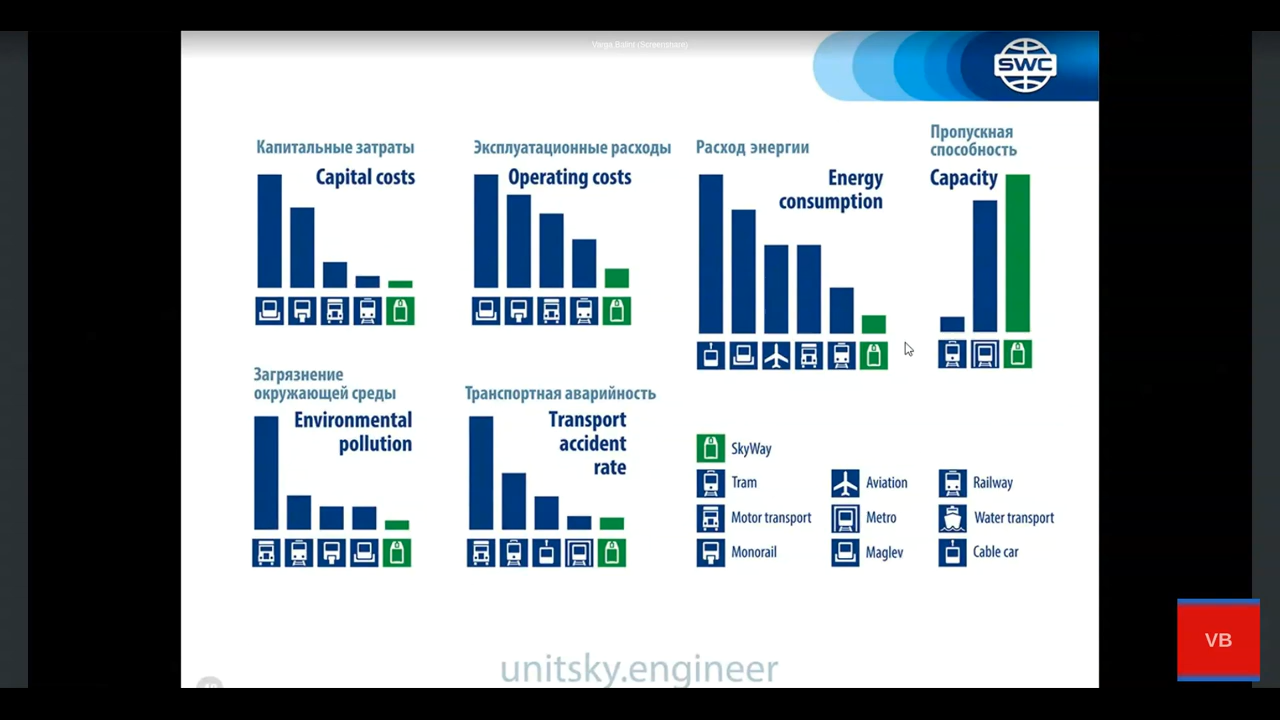 Varga Balint (Screenshare)
SWC
Капитальные затраты
Capital costs
Эксплуатационные расходы
Operating costs
Расход энергии
Energy
consumption
Пропускная
способность
Capacity
Загрязнение
окружающей среды
Environmental
pollution
Транспортная аварийность
Transport
accident
rate
SkyWay
Tram
Aviation
Railway
Motor transport
Metro
Water transport
Monorail
Maglev
Cable car
VB
unitsky.engineer